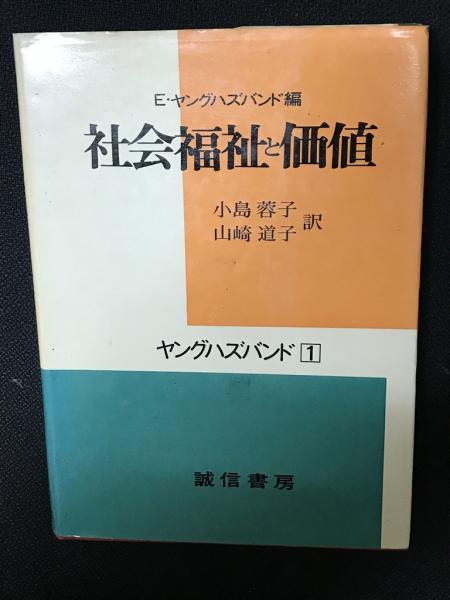 E・ヤングハズバンド編
社会福祉と価値
小島 蓉子
山崎 道子 訳
ヤングハズバンド 1
誠信書房